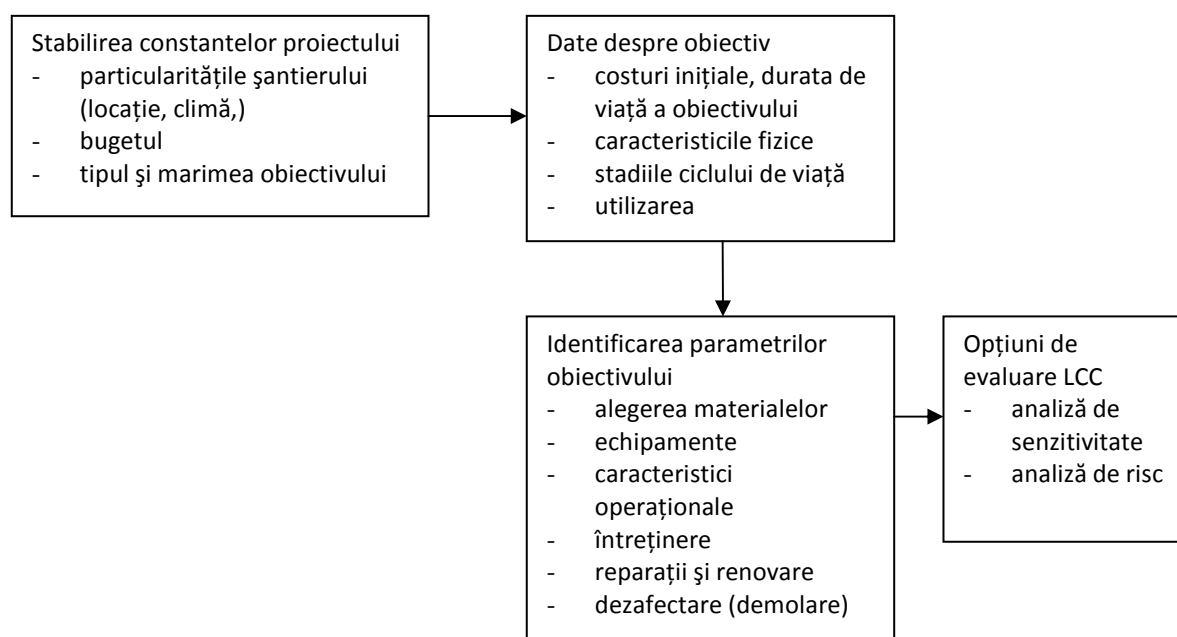 Stabilirea constantelor proiectului
- particularitățile şantierului
(locație, climă,)
- bugetul
- tipul şi marimea obiectivului
Date despre obiectiv
- costuri inițiale, durata de
viață a obiectivului
- caracteristicile fizice
- stadiile ciclului de viață
- utilizarea
Identificarea parametrilor
obiectivului
- alegerea materialelor
- echipamente
- caracteristici
operaționale
- întreținere
- reparații şi renovare
- dezafectare (demolare)
Opțiuni de
evaluare LCC
- analiză de
senzitivitate
- analiză de risc